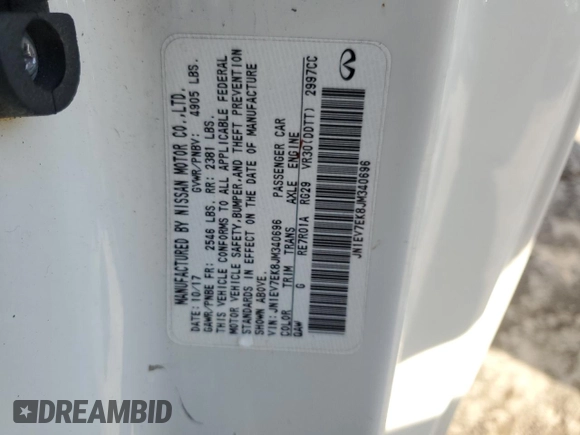 MANUFACTURED BY NISSAN MOTOR CO.,LTD.
DATE: 10/17 GVWR/PNBV: 4905 LBS.
GAWR/PNBE FR: 2546 LBS. RR: 2381 LBS.
THIS VEHICLE CONFORMS TO ALL APPLICABLE FEDERAL
MOTOR VEHICLE SAFETY,BUMPER,AND THEFT PREVENTION
STANDARDS IN EFFECT ON THE DATE OF MANUFACTURE
SHOWN ABOVE.
VIN:JN1EV7EK8JM340696 PASSENGER CAR
COLOR TRIM TRANS AXLE ENGINE
QAW G RE7R01A RG29 VR30(DDTT) 2997CC
JN1EV7EK8JM340696
DREAMBID